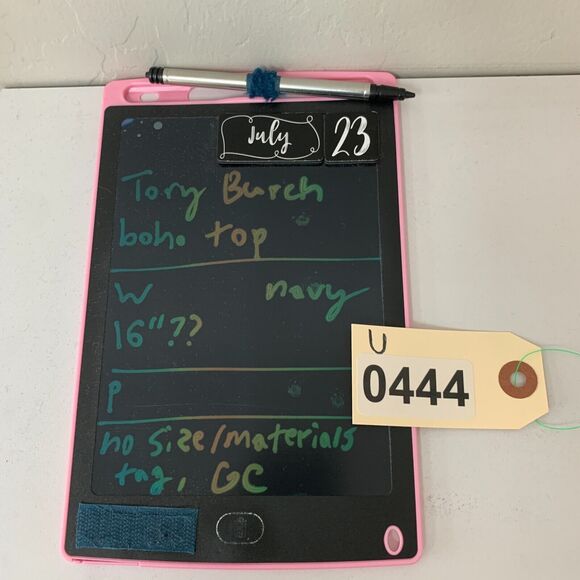 July 23
Tory Burch
boho top
W navy
16"??
U
0444
P
no size/materials
tag, GC